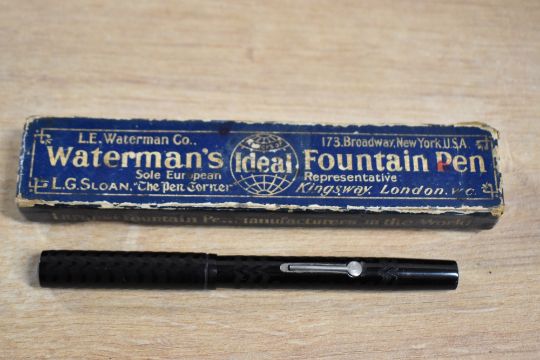 L.E. Waterman Co.,
173, Broadway, New York, U.S.A.
Waterman's Ideal Fountain Pen
Sole European Representative
L.G. SLOAN. "The Pen Corner" Kingsway, London. W.C.
Fountain Pen Manufacturers in the World